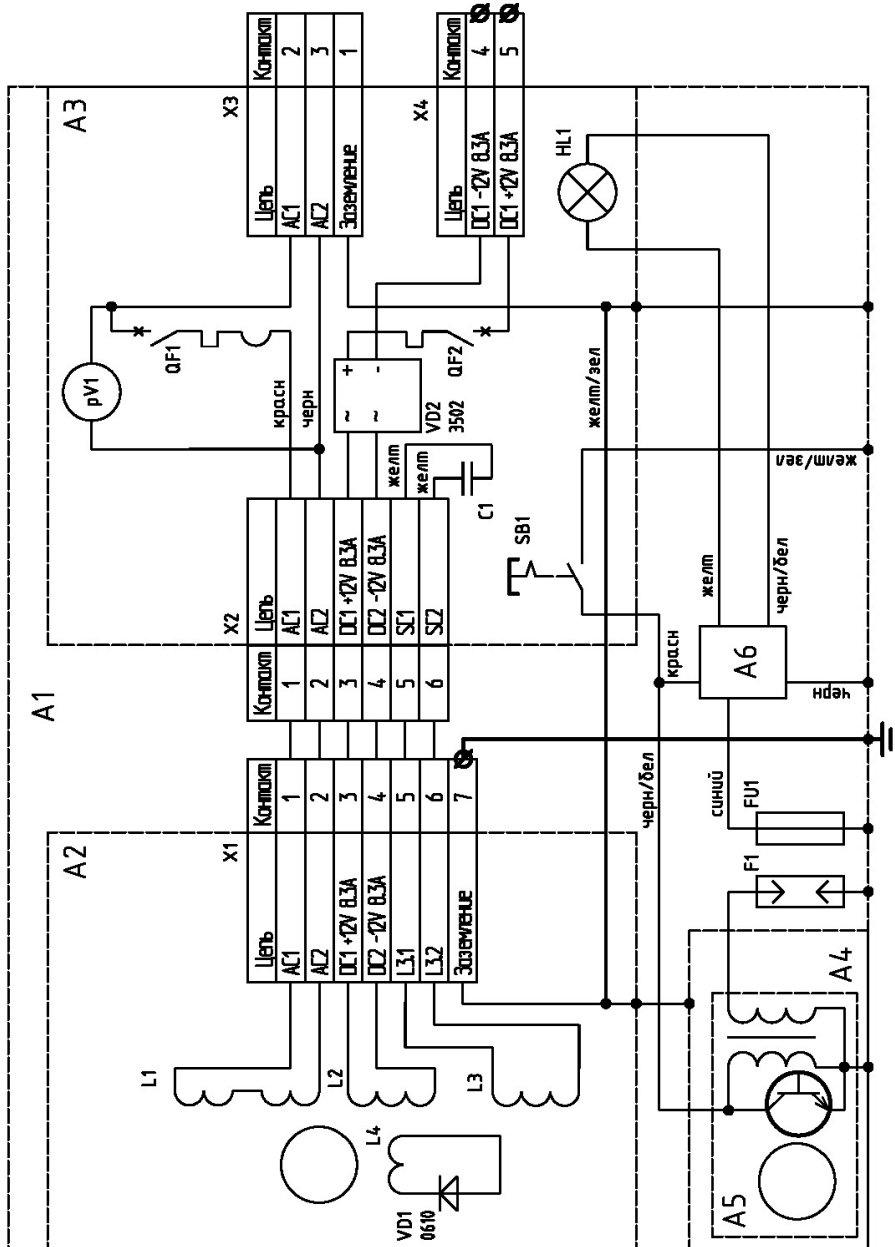 A1
A2
A3
X1
Цепь Контакт
AC1 1
AC2 2
DC1 +12V 8.3A 3
DC2 -12V 8.3A 4
L3.1 5
L3.2 6
Заземление 7
X2
Контакт Цепь
1 AC1
2 AC2
3 DC1 +12V 8.3A
4 DC2 -12V 8.3A
5 SC1
6 SC2
X3
Цепь Контакт
AC1 2
AC2 3
Заземление 1
X4
Цепь Контакт
DC1 -12V 8.3A 4
DC1 +12V 8.3A 5
pV1
QF1
красн
черн
VD2
3502
~ +
~ -
QF2
желт
желт
C1
L1
L2
L4
L3
VD1
0610
SB1
HL1
желт/зел
желт/зел
черн/бел
красн
желт
черн/бел
синий
черн
A6
FU1
F1
A4
A5